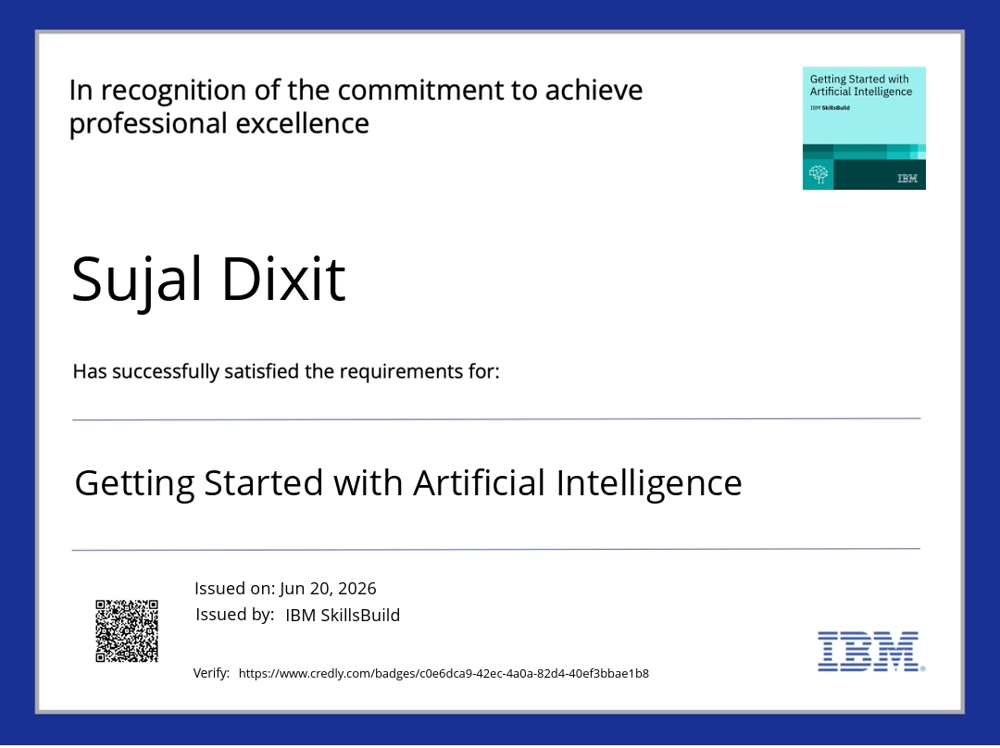 In recognition of the commitment to achieve
professional excellence
Getting Started with
Artificial Intelligence
IBM SkillsBuild
IBM
Sujal Dixit
Has successfully satisfied the requirements for:
Getting Started with Artificial Intelligence
Issued on: Jun 20, 2026
Issued by: IBM SkillsBuild
Verify: https://www.credly.com/badges/c0e6dca9-42ec-4a0a-82d4-40ef3bbae1b8
IBM®